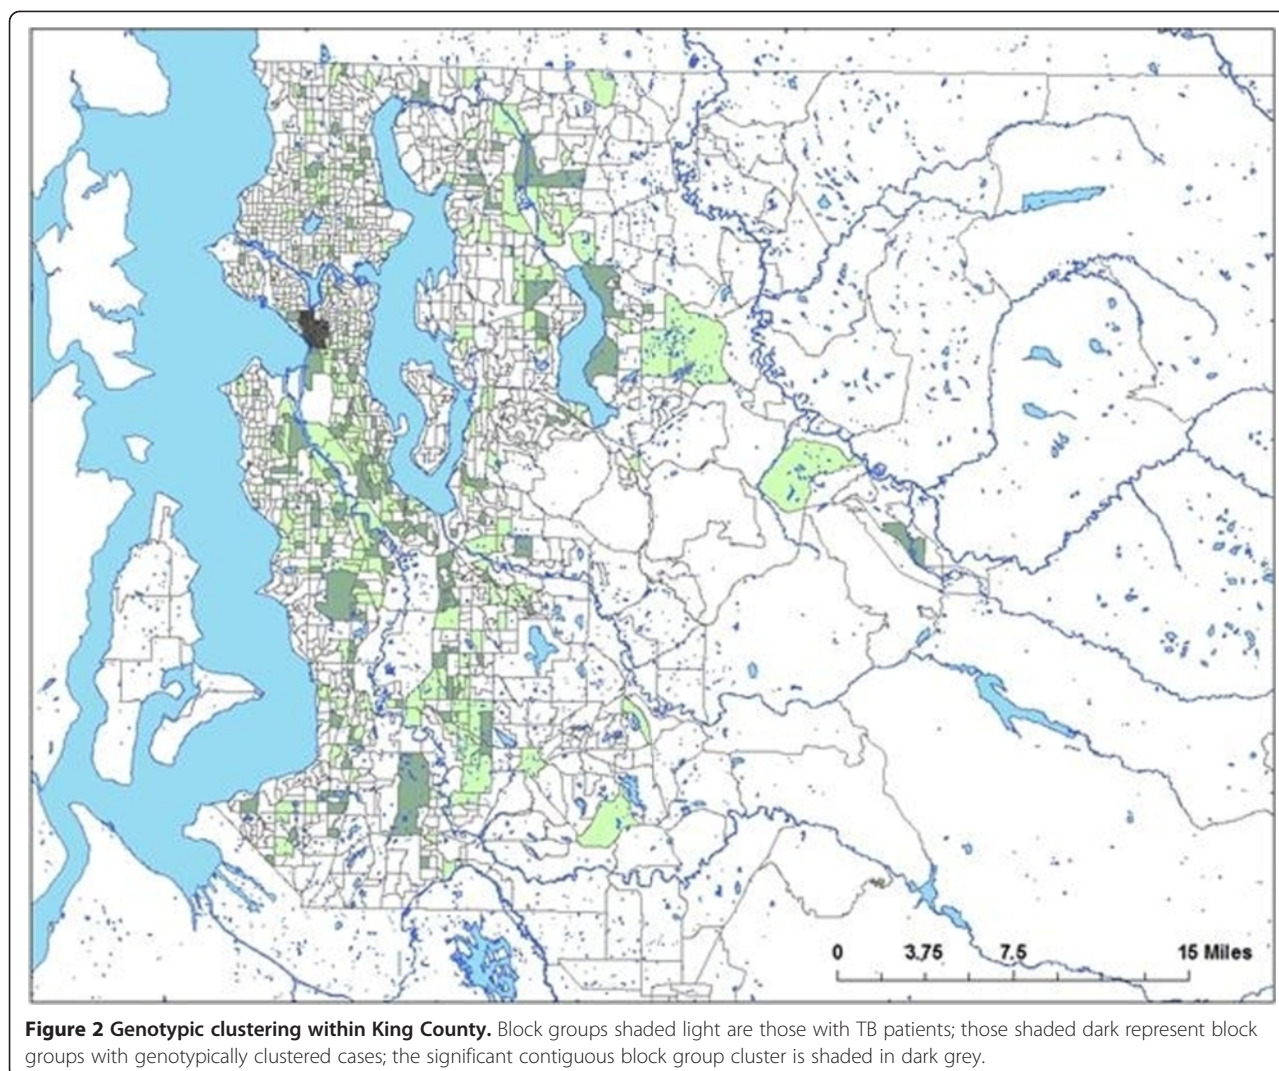 0 3.75 7.5 15 Miles
Figure 2 Genotypic clustering within King County. Block groups shaded light are those with TB patients; those shaded dark represent block
groups with genotypically clustered cases; the significant contiguous block group cluster is shaded in dark grey.